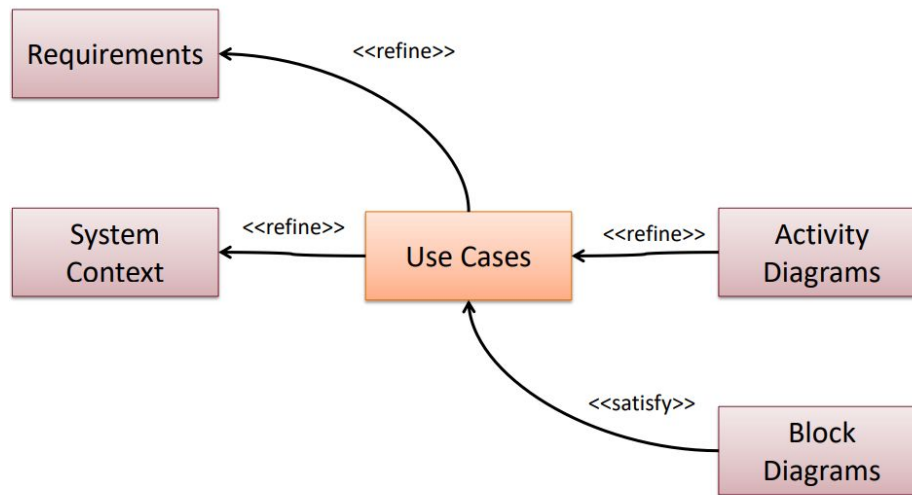 Requirements
<<refine>>
System
Context
<<refine>>
Use Cases
<<refine>>
Activity
Diagrams
<<satisfy>>
Block
Diagrams